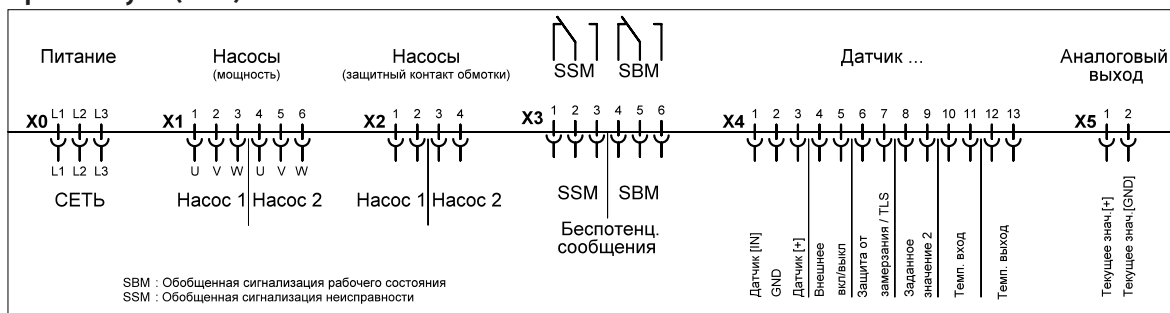 Питание
Насосы
(мощность)
Насосы
(защитный контакт обмотки)
SSM SBM
Датчик ...
Аналоговый
выход
X0 L1 L2 L3
X1 1 2 3 4 5 6
X2 1 2 3 4
X3 1 2 3 4 5 6
X4 1 2 3 4 5 6 7 8 9 10 11 12 13
X5 1 2
L1 L2 L3
U V W U V W
СЕТЬ
Насос 1 Насос 2
Насос 1 Насос 2
SSM SBM
Беспотенц.
сообщения
Датчик [IN]
GND
Датчик [+]
Внешнее
вкл/выкл
Защита от
замерзания / TLS
Заданное
значение 2
Темп. вход
Темп. выход
Текущее знач.[+]
Текущее знач.[GND]
SBM : Обобщенная сигнализация рабочего состояния
SSM : Обобщенная сигнализация неисправности